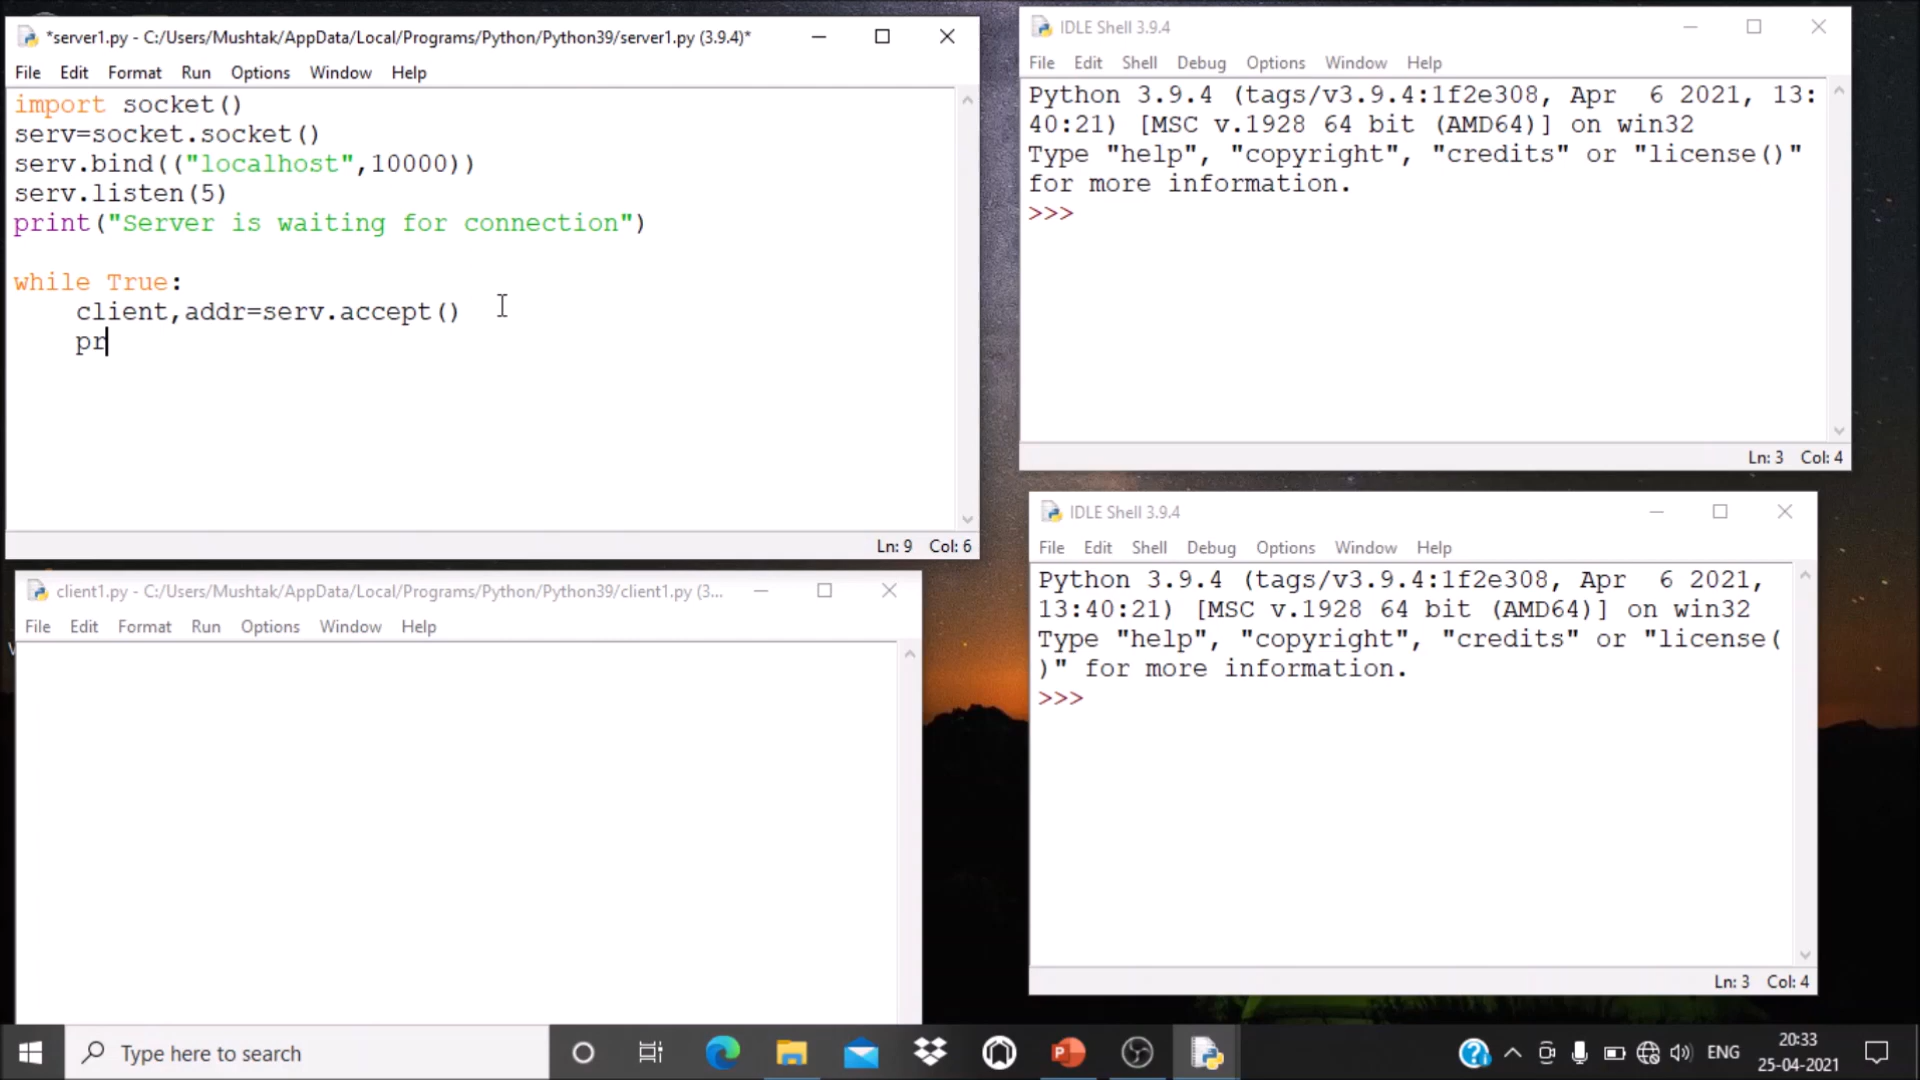 *server1.py - C:/Users/Mushtak/AppData/Local/Programs/Python/Python39/server1.py (3.9.4)*
File Edit Format Run Options Window Help
import socket()
serv=socket.socket()
serv.bind(("localhost",10000))
serv.listen(5)
print("Server is waiting for connection")
while True:
client,addr=serv.accept()
pr
Ln: 9 Col: 6
IDLE Shell 3.9.4
File Edit Shell Debug Options Window Help
Python 3.9.4 (tags/v3.9.4:1f2e308, Apr 6 2021, 13:
40:21) [MSC v.1928 64 bit (AMD64)] on win32
Type "help", "copyright", "credits" or "license()"
for more information.
>>>
Ln: 3 Col: 4
client1.py - C:/Users/Mushtak/AppData/Local/Programs/Python/Python39/client1.py (3...
File Edit Format Run Options Window Help
IDLE Shell 3.9.4
File Edit Shell Debug Options Window Help
Python 3.9.4 (tags/v3.9.4:1f2e308, Apr 6 2021,
13:40:21) [MSC v.1928 64 bit (AMD64)] on win32
Type "help", "copyright", "credits" or "license(
)" for more information.
>>>
Ln: 3 Col: 4
Type here to search
ENG
20:33
25-04-2021